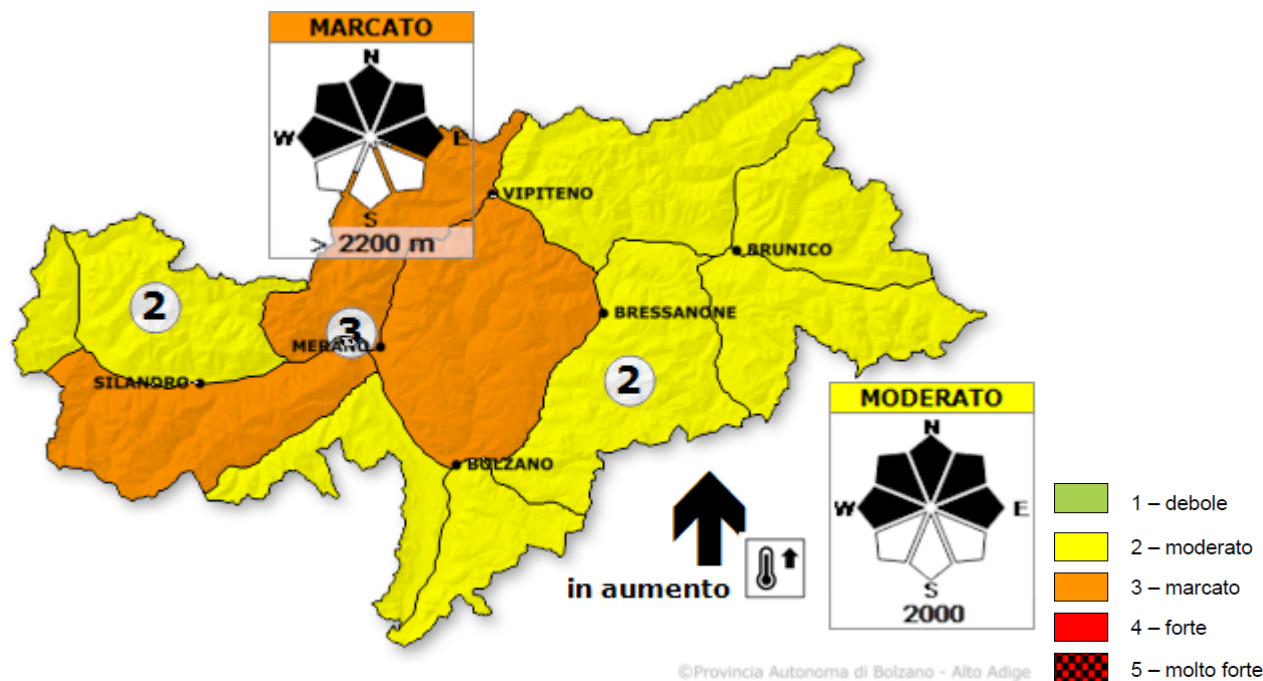 MARCATO
N
W
E
S
> 2200 m
VIPITENO
BRUNICO
2
BRESSANONE
3
MERANO
SILANDRO
2
MODERATO
N
W
E
S
2000
BOLZANO
in aumento
1 – debole
2 – moderato
3 – marcato
4 – forte
5 – molto forte
©Provincia Autonoma di Bolzano - Alto Adige